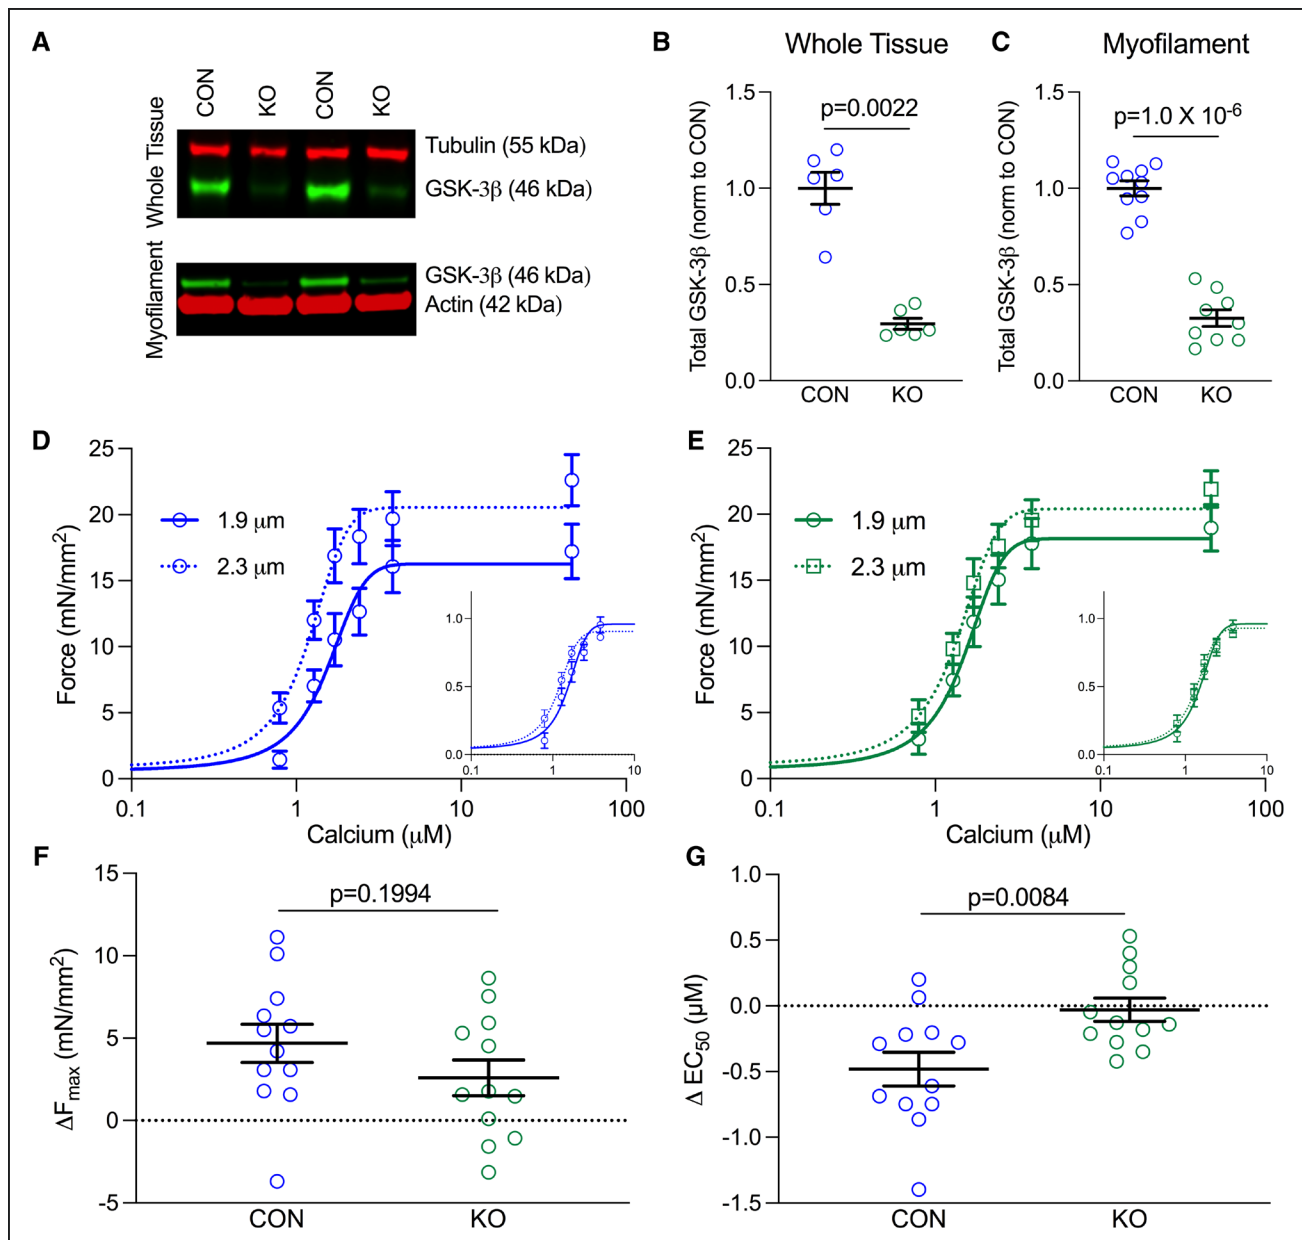 A
CON
KO
CON
KO
Whole Tissue
Tubulin (55 kDa)
GSK-3β (46 kDa)
Myofilament
GSK-3β (46 kDa)
Actin (42 kDa)
B
Whole Tissue
Total GSK-3β (norm to CON)
1.5
1.0
0.5
0.0
p=0.0022
CON
KO
C
Myofilament
Total GSK-3β (norm to CON)
1.5
1.0
0.5
0.0
p=1.0 X 10-6
CON
KO
D
Force (mN/mm²)
25
20
15
10
5
0
1.9 μm
2.3 μm
1.0
0.5
0.0
0.1
1
10
0.1
1
10
100
Calcium (μM)
E
Force (mN/mm²)
25
20
15
10
5
0
1.9 μm
2.3 μm
1.0
0.5
0.0
0.1
1
10
0.1
1
10
100
Calcium (μM)
F
ΔFmax (mN/mm²)
15
10
5
0
-5
p=0.1994
CON
KO
G
Δ EC50 (μM)
1.0
0.5
0.0
-0.5
-1.0
-1.5
p=0.0084
CON
KO